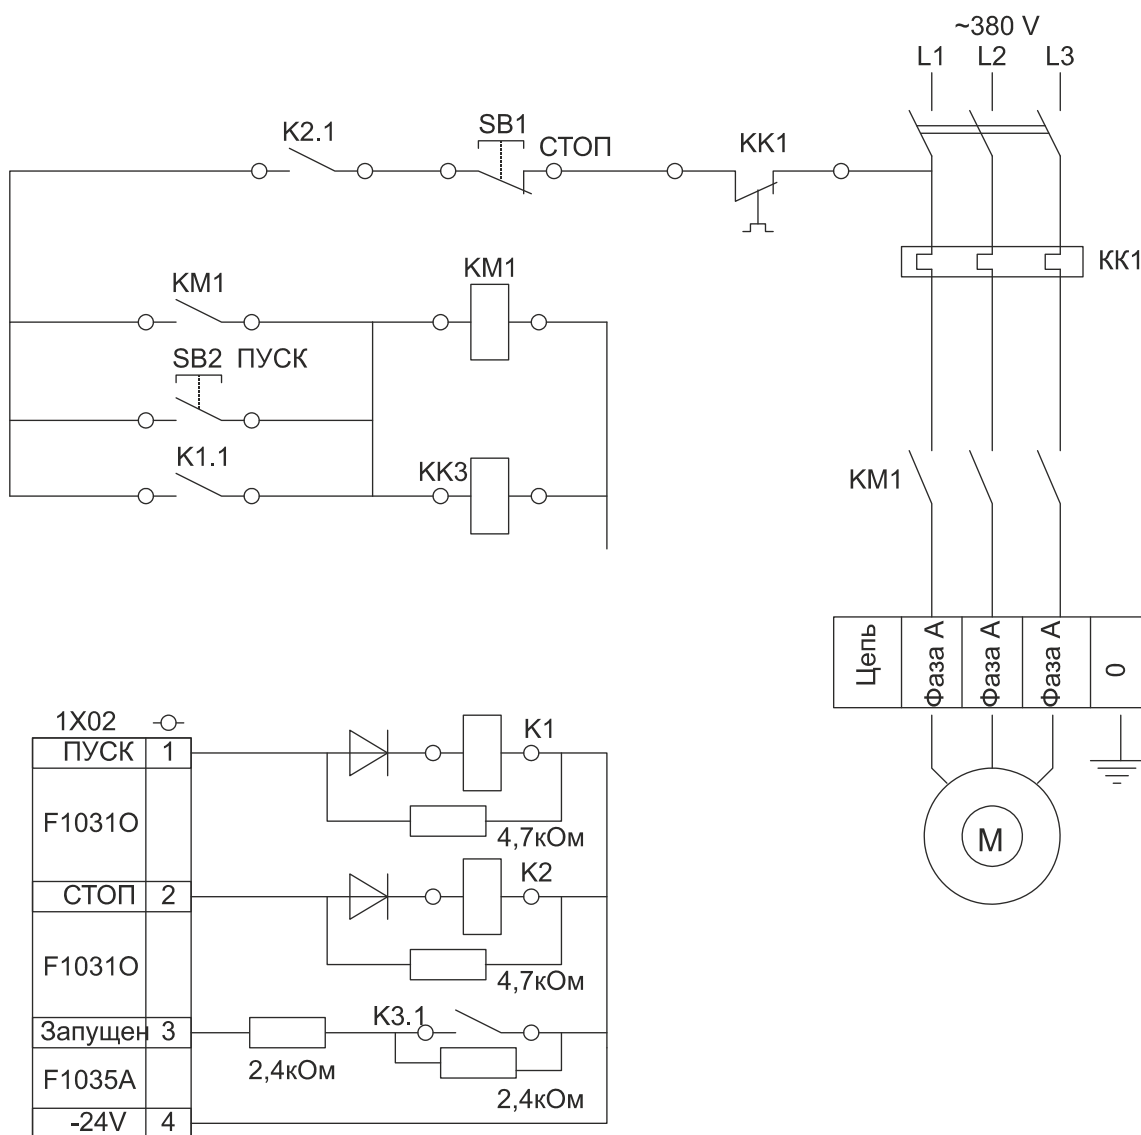 ~380 V
L1 L2 L3
K2.1 SB1 СТОП KK1
KK1
KM1 KM1
SB2 ПУСК
K1.1 KK3
KM1
Цепь Фаза А Фаза А Фаза А 0
1X02
ПУСК 1 K1
F1031O
4,7кОм
СТОП 2 K2
F1031O
4,7кОм
Запущен 3 K3.1
2,4кОм
F1035A
2,4кОм
-24V 4
M